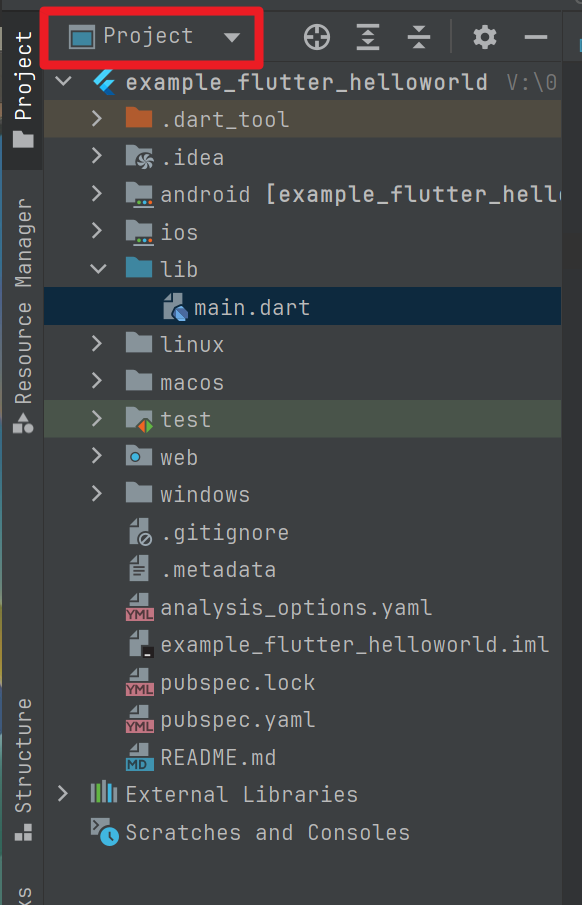 Project
Project
example_flutter_helloworld V:\0
.dart_tool
.idea
android [example_flutter_hell
ios
lib
main.dart
linux
macos
test
web
windows
.gitignore
.metadata
YML analysis_options.yaml
example_flutter_helloworld.iml
YML pubspec.lock
YML pubspec.yaml
MD README.md
External Libraries
Scratches and Consoles
Resource Manager
Structure
ks